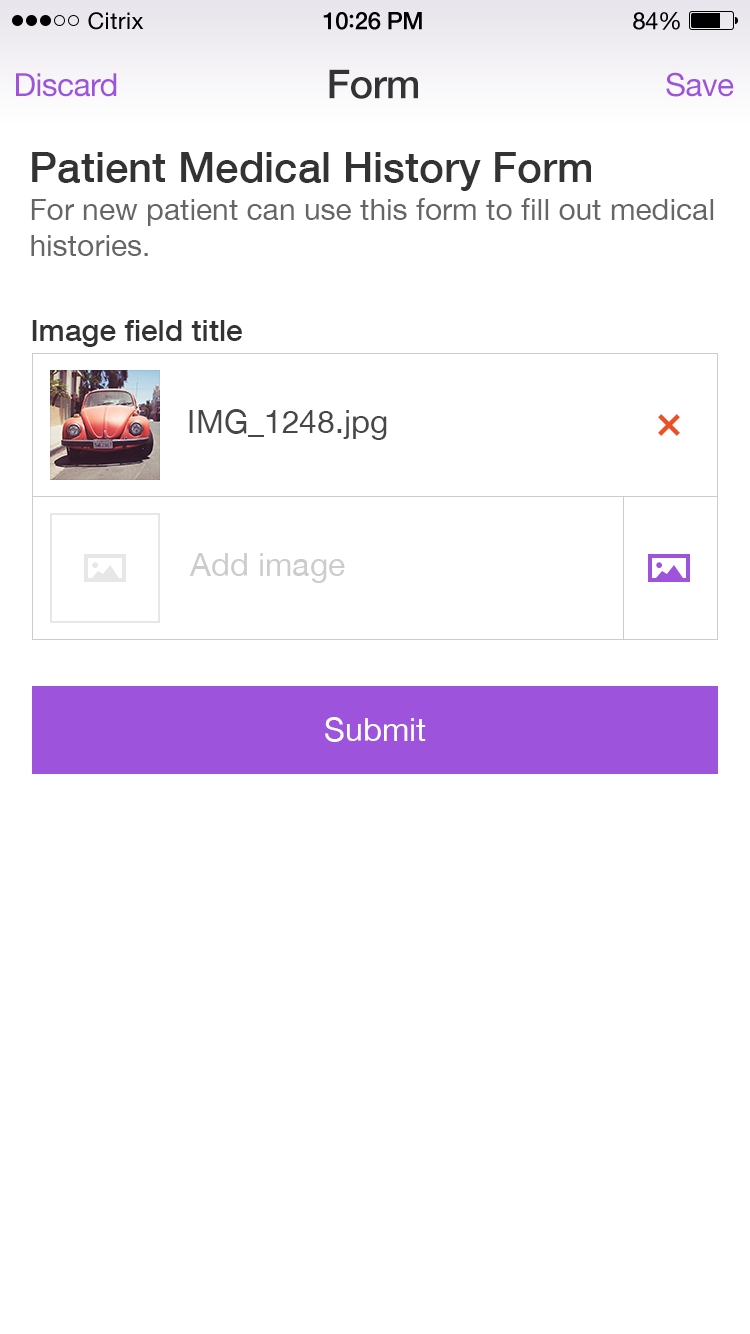 Citrix 10:26 PM 84%
Discard Form Save
Patient Medical History Form
For new patient can use this form to fill out medical
histories.
Image field title
IMG_1248.jpg
Add image
Submit